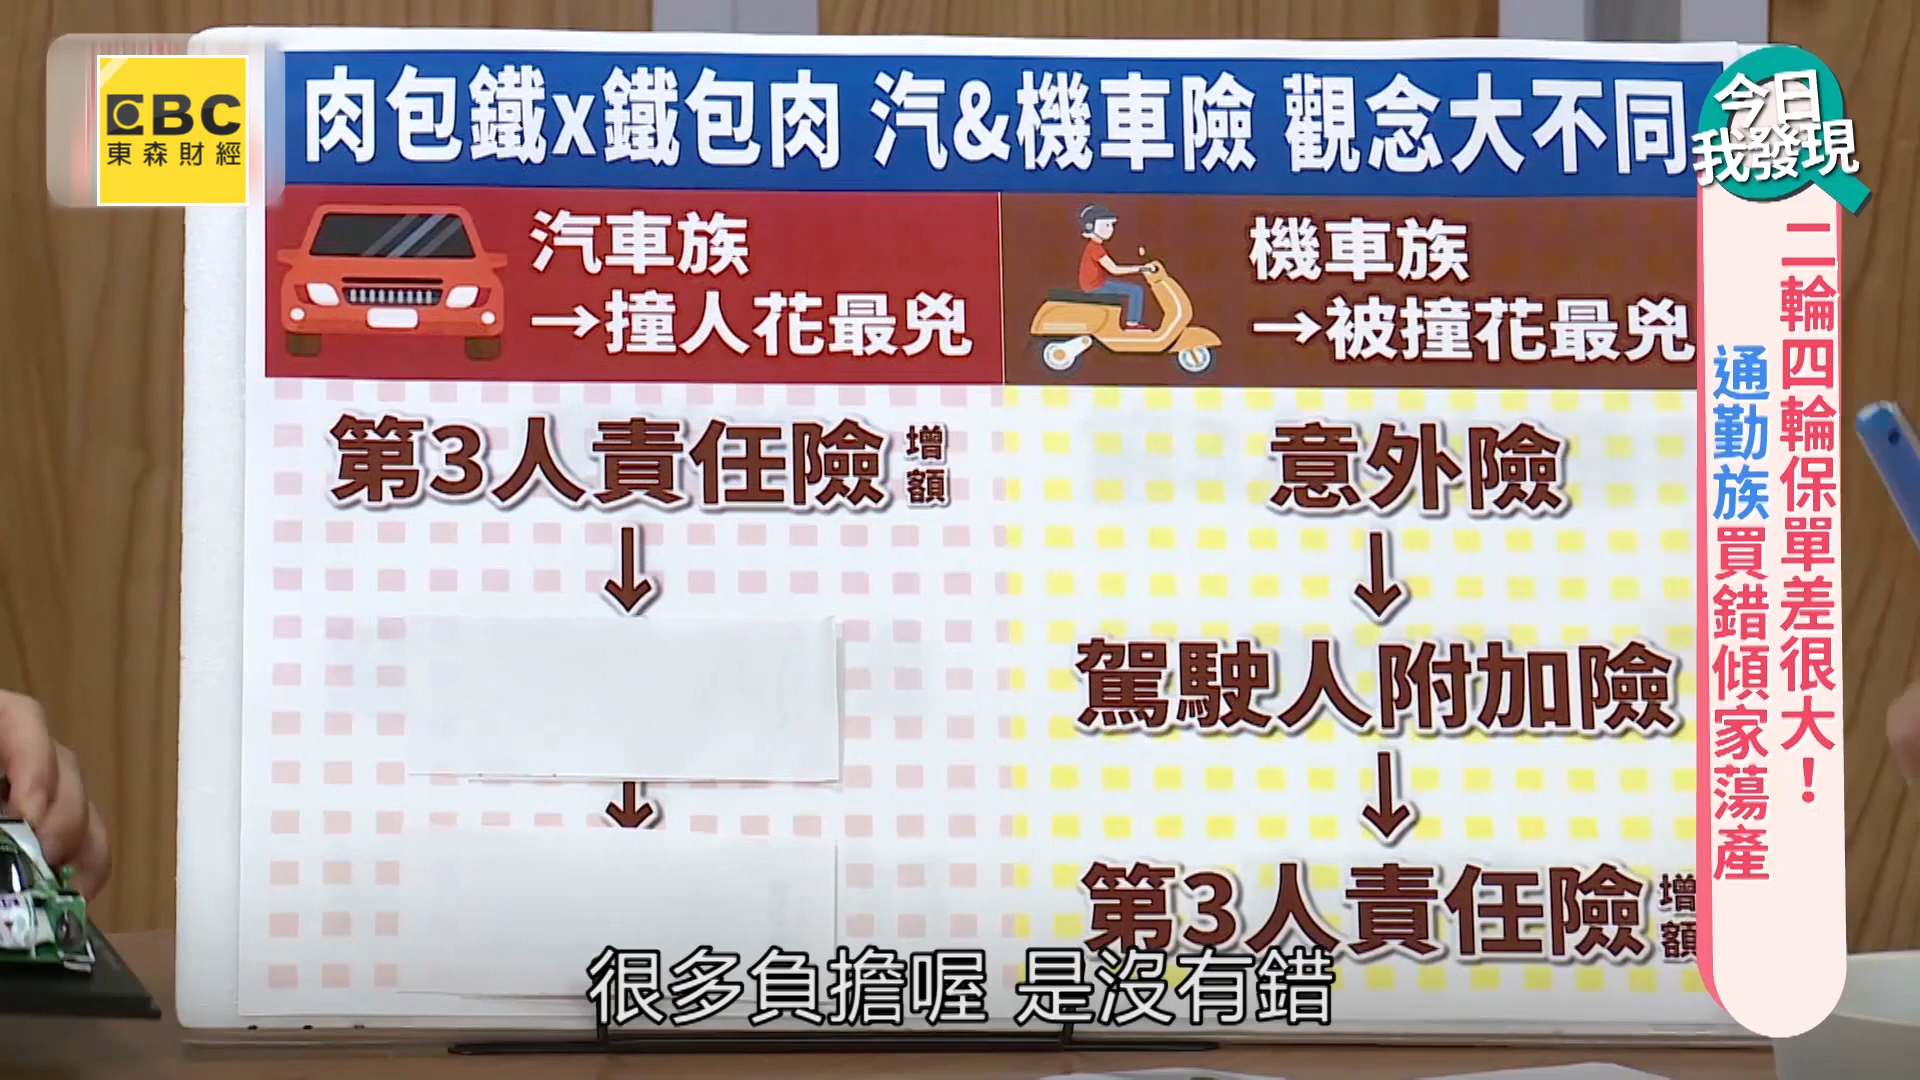 EBC
東森財經
肉包鐵x鐵包肉 汽&機車險 觀念大不同
今日
我發現
汽車族
→撞人花最兇
機車族
→被撞花最兇
第3人責任險 增額
↓
↓
意外險
↓
駕駛人附加險
↓
第3人責任險 增額
二輪四輪保單差很大！
通勤族買錯傾家蕩產
很多負擔喔 是沒有錯